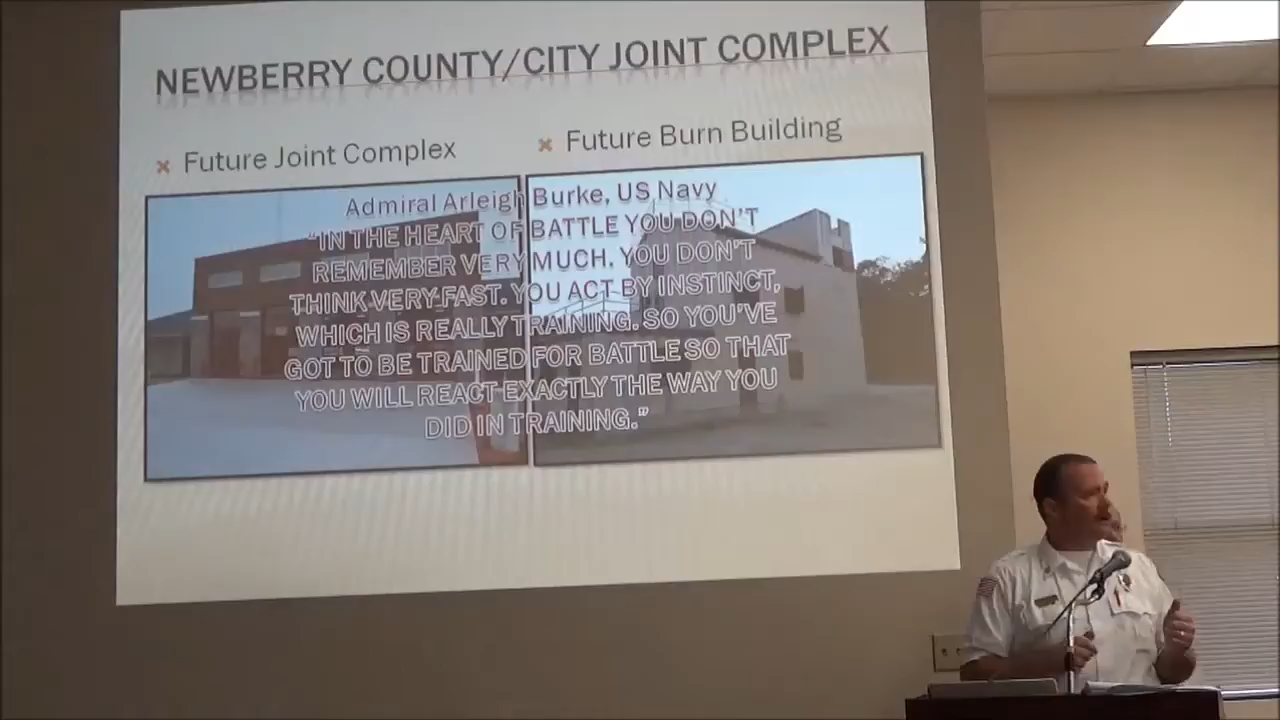 NEWBERRY COUNTY/CITY JOINT COMPLEX
Future Joint Complex
Future Burn Building
Admiral Arleigh Burke, US Navy
"IN THE HEART OF BATTLE YOU DON'T
REMEMBER VERY MUCH. YOU DON'T
THINK VERY FAST. YOU ACT BY INSTINCT,
WHICH IS REALLY TRAINING. SO YOU'VE
GOT TO BE TRAINED FOR BATTLE SO THAT
YOU WILL REACT EXACTLY THE WAY YOU
DID IN TRAINING."